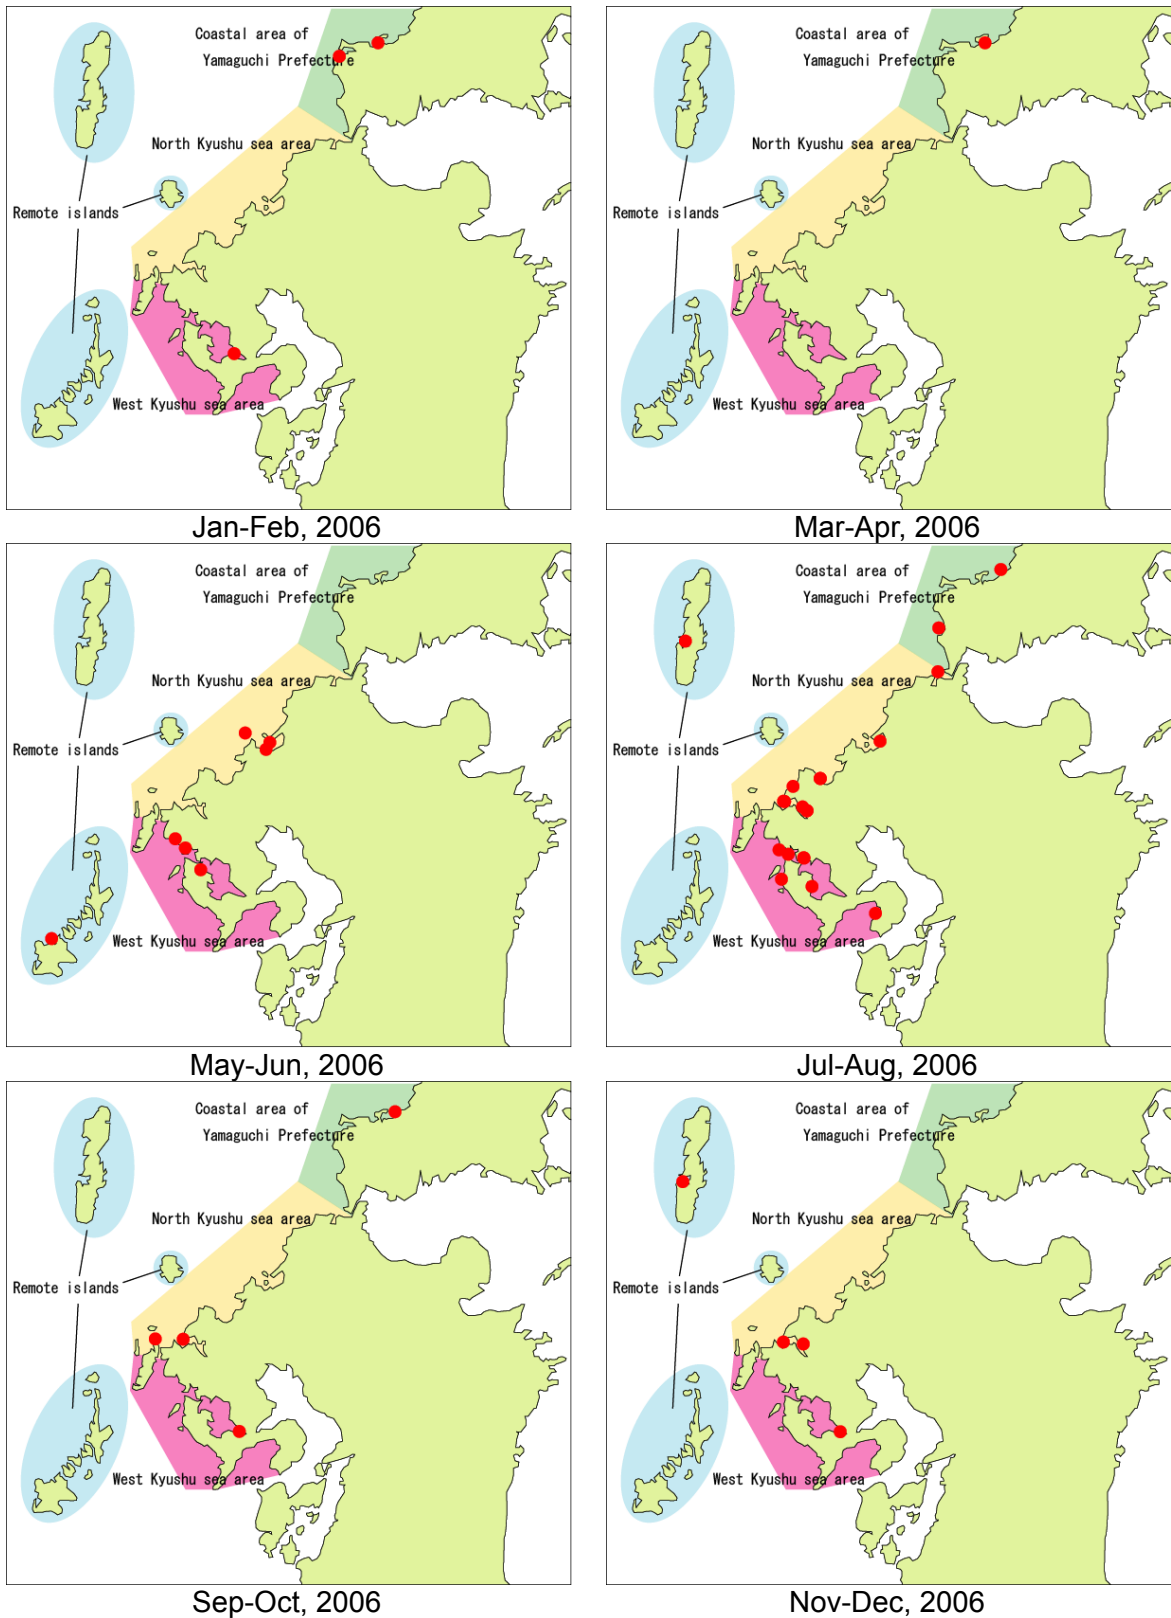 Coastal area of
Yamaguchi Prefecture
North Kyushu sea area
Remote islands
West Kyushu sea area
Jan-Feb, 2006
Coastal area of
Yamaguchi Prefecture
North Kyushu sea area
Remote islands
West Kyushu sea area
Mar-Apr, 2006
Coastal area of
Yamaguchi Prefecture
North Kyushu sea area
Remote islands
West Kyushu sea area
May-Jun, 2006
Coastal area of
Yamaguchi Prefecture
North Kyushu sea area
Remote islands
West Kyushu sea area
Jul-Aug, 2006
Coastal area of
Yamaguchi Prefecture
North Kyushu sea area
Remote islands
West Kyushu sea area
Sep-Oct, 2006
Coastal area of
Yamaguchi Prefecture
North Kyushu sea area
Remote islands
West Kyushu sea area
Nov-Dec, 2006